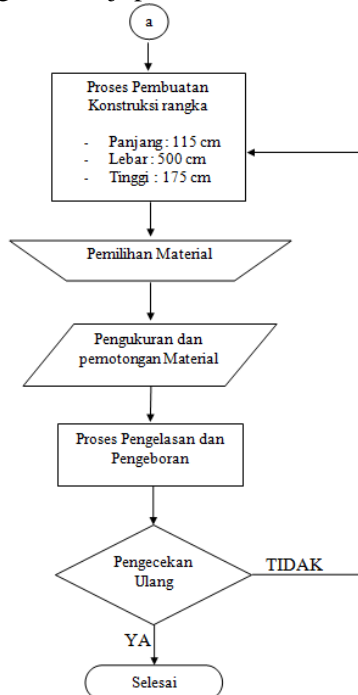 a
Proses Pembuatan
Konstruksi rangka
- Panjang : 115 cm
- Lebar : 500 cm
- Tinggi : 175 cm
Pemilihan Material
Pengukuran dan
pemotongan Material
Proses Pengelasan dan
Pengeboran
Pengecekan
Ulang
TIDAK
YA
Selesai